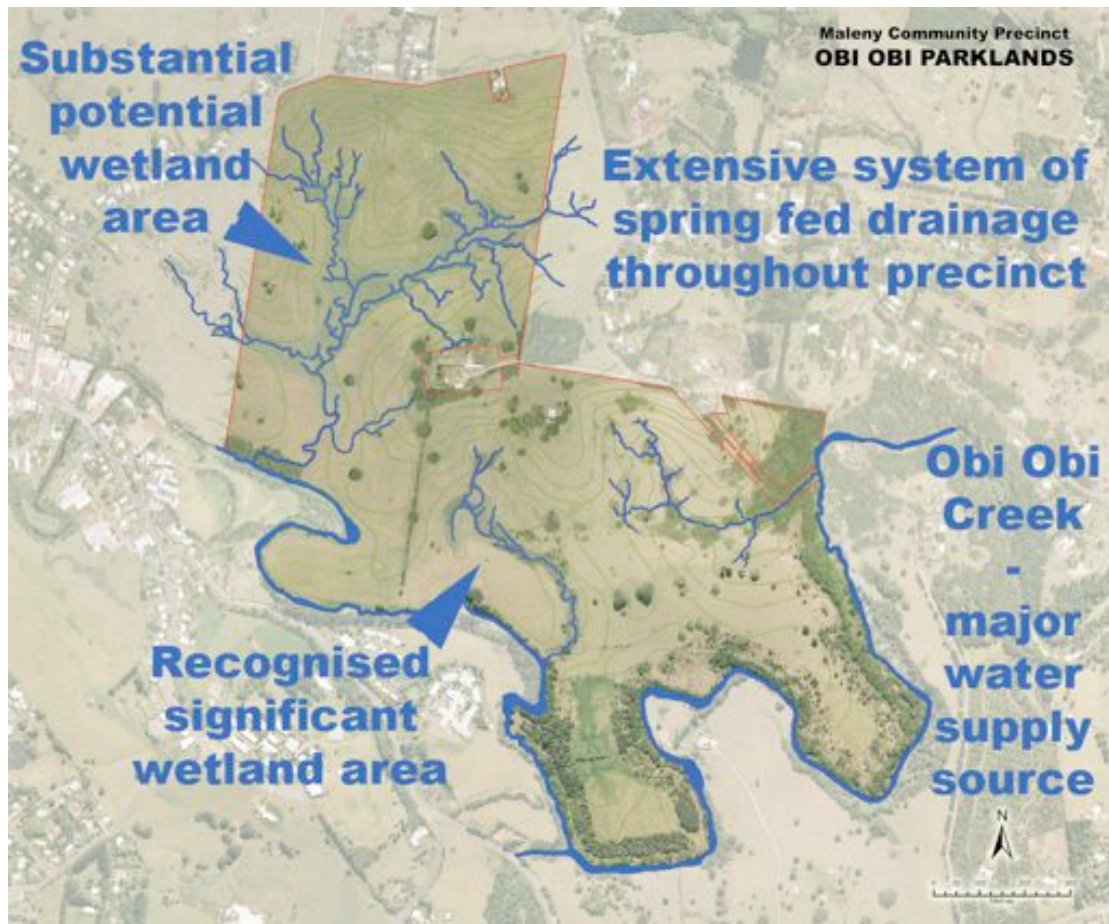 Maleny Community Precinct
OBI OBI PARKLANDS
Substantial
potential
wetland
area
Extensive system of
spring fed drainage
throughout precinct
Obi Obi
Creek
-
major
water
supply
source
Recognised
significant
wetland area
N